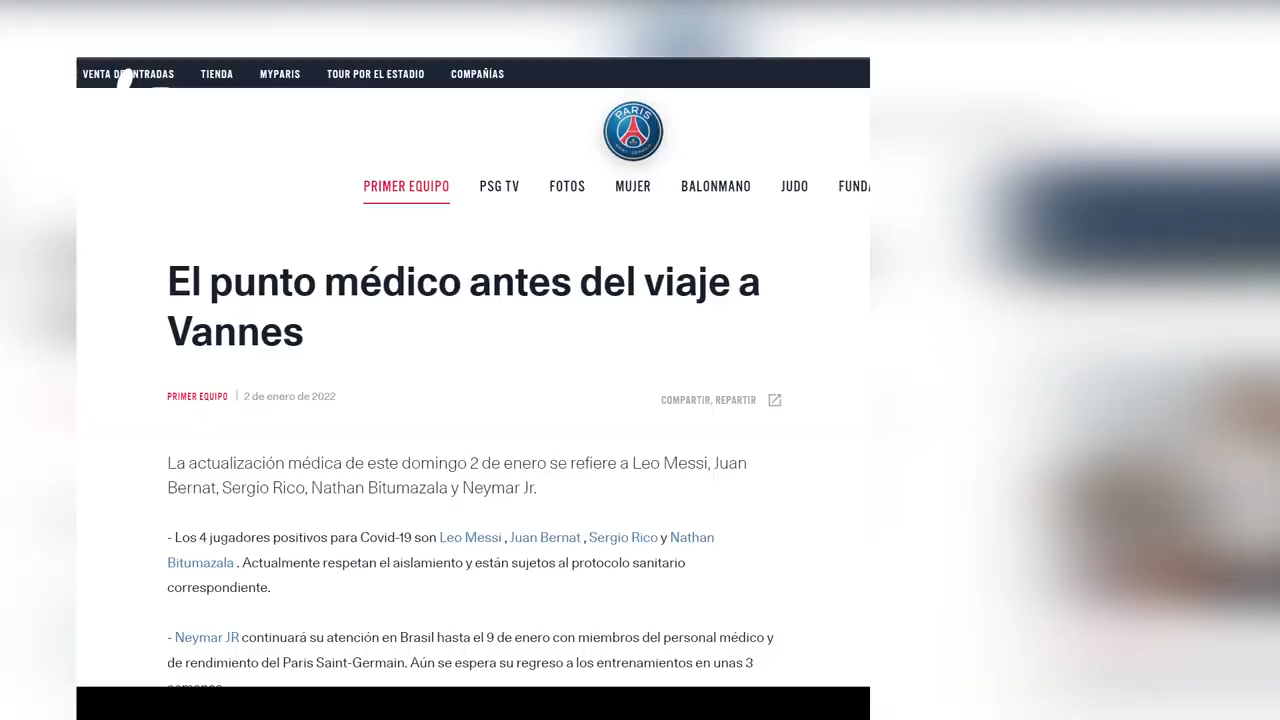 VENTA DE ENTRADAS TIENDA MYPARIS TOUR POR EL ESTADIO COMPAÑÍAS
PARIS
SAINT-GERMAIN
PRIMER EQUIPO PSG TV FOTOS MUJER BALONMANO JUDO FUNDA
El punto médico antes del viaje a
Vannes
PRIMER EQUIPO 2 de enero de 2022 COMPARTIR, REPARTIR
La actualización médica de este domingo 2 de enero se refiere a Leo Messi, Juan
Bernat, Sergio Rico, Nathan Bitumazala y Neymar Jr.
- Los 4 jugadores positivos para Covid-19 son Leo Messi , Juan Bernat , Sergio Rico y Nathan
Bitumazala . Actualmente respetan el aislamiento y están sujetos al protocolo sanitario
correspondiente.
- Neymar JR continuará su atención en Brasil hasta el 9 de enero con miembros del personal médico y
de rendimiento del Paris Saint-Germain. Aún se espera su regreso a los entrenamientos en unas 3